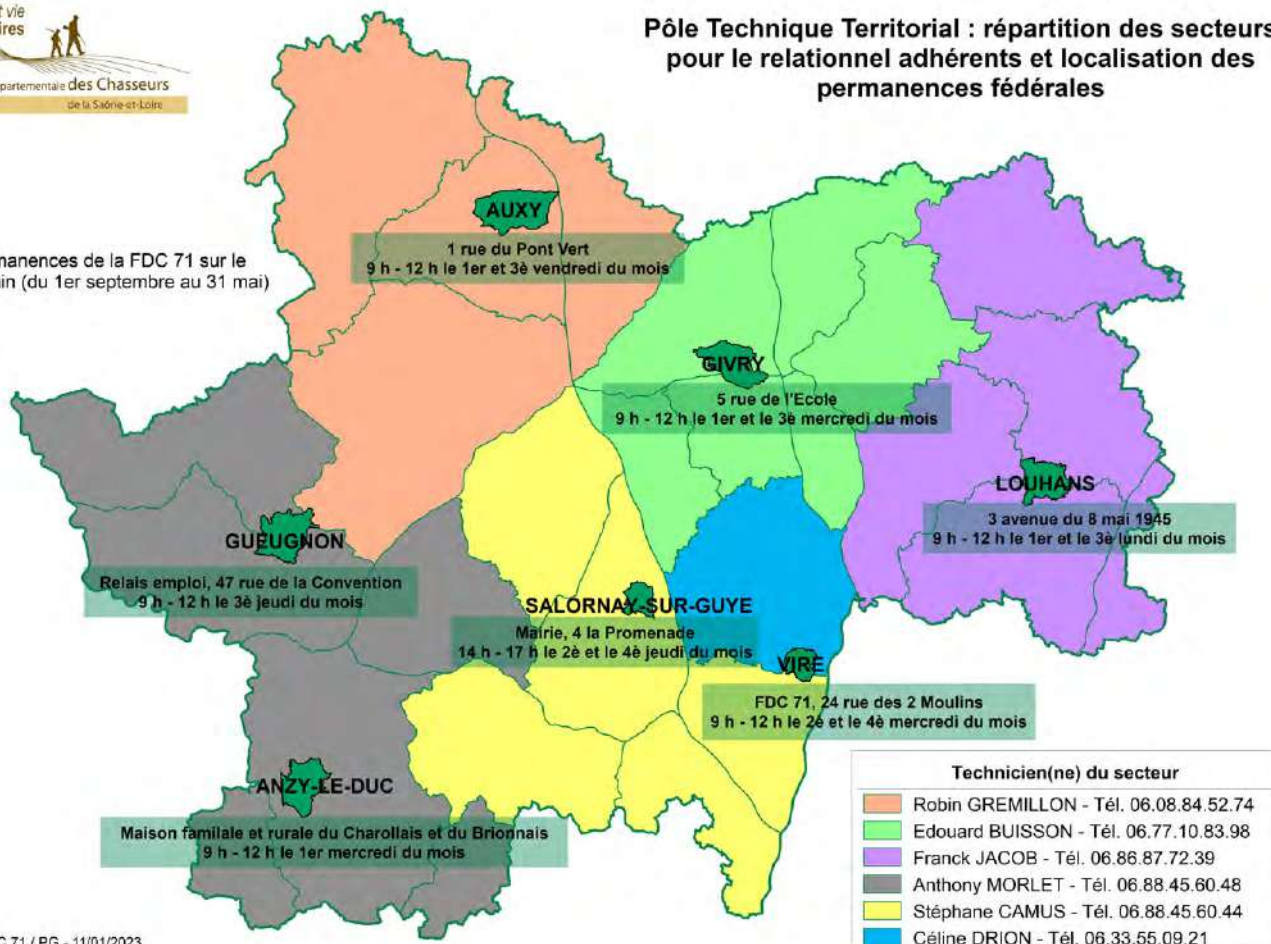 t vie
ires
partementale des Chasseurs
de la Saône-et-Loire
Pôle Technique Territorial : répartition des secteurs
pour le relationnel adhérents et localisation des
permanences fédérales
manences de la FDC 71 sur le
in (du 1er septembre au 31 mai)
AUXY
1 rue du Pont Vert
9 h - 12 h le 1er et 3è vendredi du mois
GIVRY
5 rue de l'Ecole
9 h - 12 h le 1er et le 3è mercredi du mois
LOUHANS
3 avenue du 8 mai 1945
9 h - 12 h le 1er et le 3è lundi du mois
GUEUGNON
Relais emploi, 47 rue de la Convention
9 h - 12 h le 3è jeudi du mois
SALORNAY-SUR-GUYE
Mairie, 4 la Promenade
14 h - 17 h le 2è et le 4è jeudi du mois
VIRE
FDC 71, 24 rue des 2 Moulins
9 h - 12 h le 2è et le 4è mercredi du mois
ANZY-LE-DUC
Maison familale et rurale du Charollais et du Brionnais
9 h - 12 h le 1er mercredi du mois
Technicien(ne) du secteur
Robin GREMILLON - Tél. 06.08.84.52.74
Edouard BUISSON - Tél. 06.77.10.83.98
Franck JACOB - Tél. 06.86.87.72.39
Anthony MORLET - Tél. 06.88.45.60.48
Stéphane CAMUS - Tél. 06.88.45.60.44
Céline DRION - Tél. 06.33.55.09.21
C 71 / PG - 11/01/2023